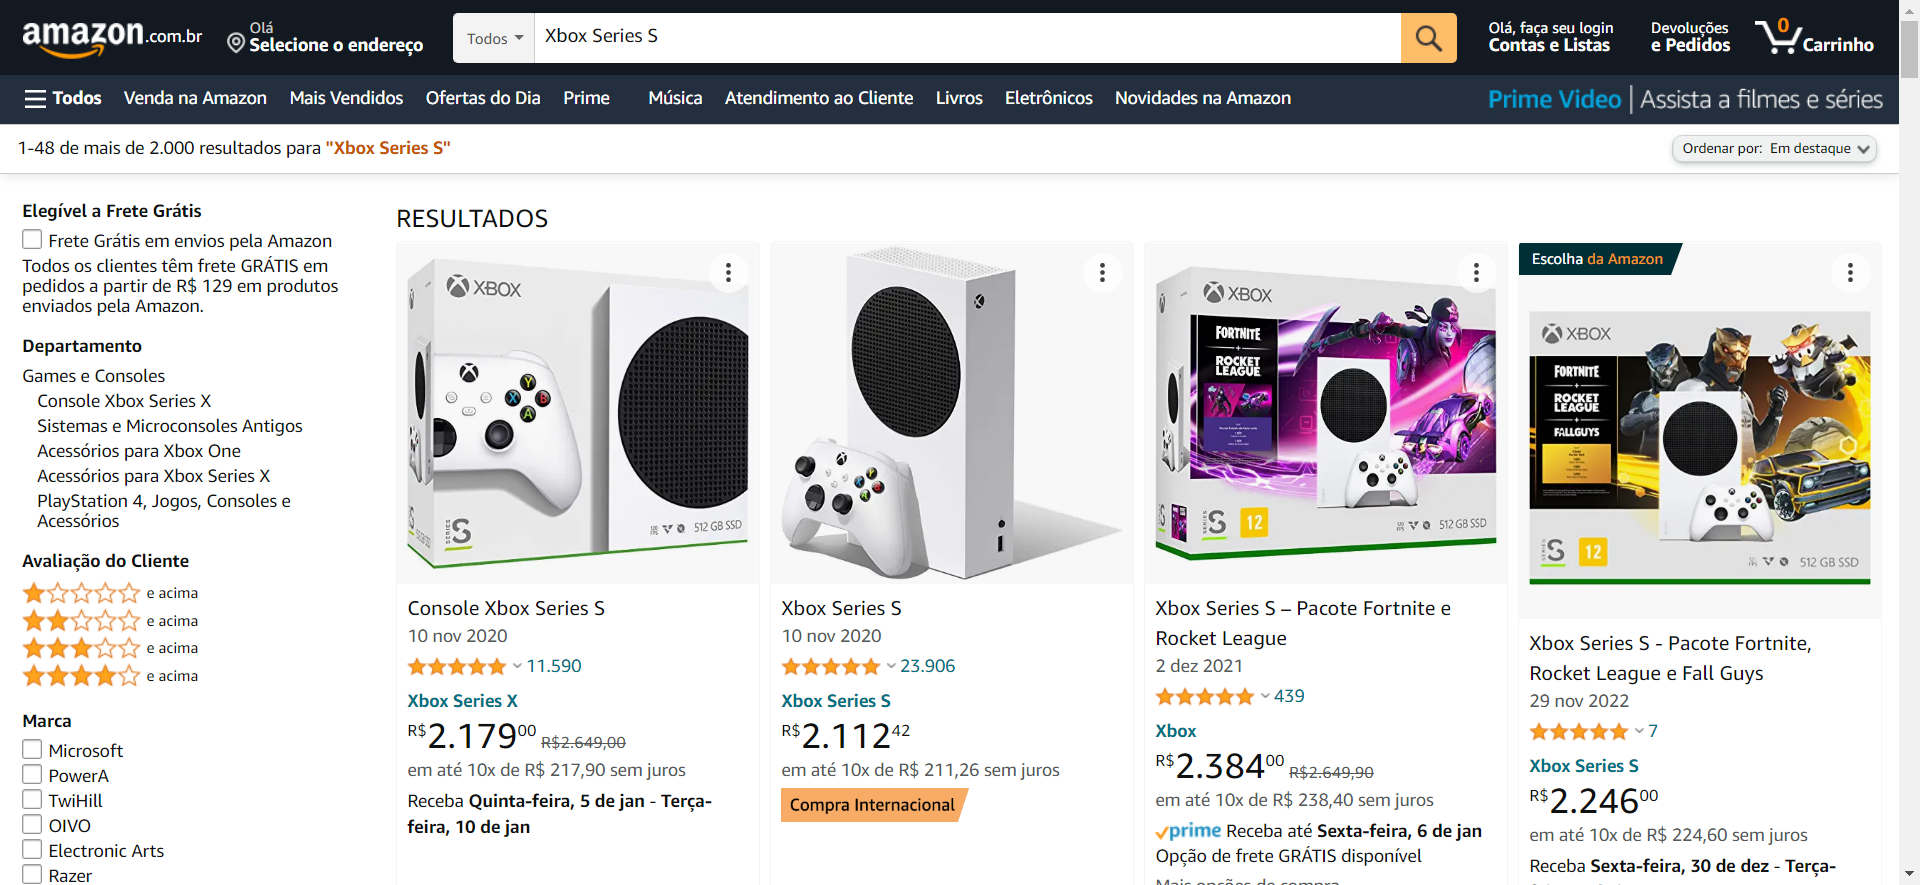 amazon.com.br
Olá
Selecione o endereço
Todos
Xbox Series S
Olá, faça seu login
Contas e Listas
Devoluções
e Pedidos
0
Carrinho
Todos
Venda na Amazon
Mais Vendidos
Ofertas do Dia
Prime
Música
Atendimento ao Cliente
Livros
Eletrônicos
Novidades na Amazon
Prime Video | Assista a filmes e séries
1-48 de mais de 2.000 resultados para "Xbox Series S"
Ordenar por: Em destaque
Elegível a Frete Grátis
Frete Grátis em envios pela Amazon
Todos os clientes têm frete GRÁTIS em
pedidos a partir de R$ 129 em produtos
enviados pela Amazon.
Departamento
Games e Consoles
Console Xbox Series X
Sistemas e Microconsoles Antigos
Acessórios para Xbox One
Acessórios para Xbox Series X
PlayStation 4, Jogos, Consoles e
Acessórios
Avaliação do Cliente
e acima
e acima
e acima
e acima
Marca
Microsoft
PowerA
TwiHill
OIVO
Electronic Arts
Razer
RESULTADOS
XBOX
Y
X
B
A
SERIES S
512 GB SSD
Console Xbox Series S
10 nov 2020
11.590
Xbox Series X
R$2.17900 R$2.649,00
em até 10x de R$ 217,90 sem juros
Receba Quinta-feira, 5 de jan - Terça-
feira, 10 de jan
Xbox Series S
10 nov 2020
23.906
Xbox Series S
R$2.11242
em até 10x de R$ 211,26 sem juros
Compra Internacional
XBOX
FORTNITE
+
ROCKET
LEAGUE
SERIES S
12
512 GB SSD
Xbox Series S – Pacote Fortnite e
Rocket League
2 dez 2021
439
Xbox
R$2.38400 R$2.649,90
em até 10x de R$ 238,40 sem juros
prime Receba até Sexta-feira, 6 de jan
Opção de frete GRÁTIS disponível
Mais opções de compra
Escolha da Amazon
XBOX
FORTNITE
+
ROCKET
LEAGUE
+
FALL GUYS
SERIES S
12
512 GB SSD
Xbox Series S - Pacote Fortnite,
Rocket League e Fall Guys
29 nov 2022
7
Xbox Series S
R$2.24600
em até 10x de R$ 224,60 sem juros
Receba Sexta-feira, 30 de dez - Terça-